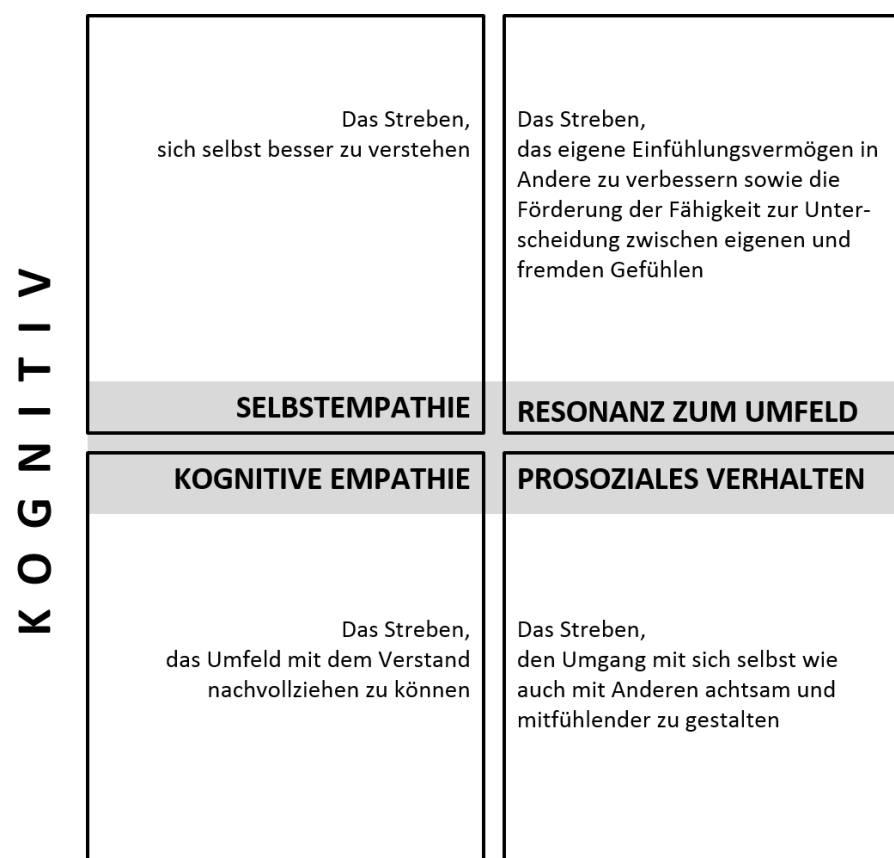 KOGNITIV
Das Streben,
sich selbst besser zu verstehen
SELBSTEMPATHIE
Das Streben,
das eigene Einfühlungsvermögen in
Andere zu verbessern sowie die
Förderung der Fähigkeit zur Unter-
scheidung zwischen eigenen und
fremden Gefühlen
RESONANZ ZUM UMFELD
KOGNITIVE EMPATHIE
Das Streben,
das Umfeld mit dem Verstand
nachvollziehen zu können
PROSOZIALES VERHALTEN
Das Streben,
den Umgang mit sich selbst wie
auch mit Anderen achtsam und
mitfühlender zu gestalten